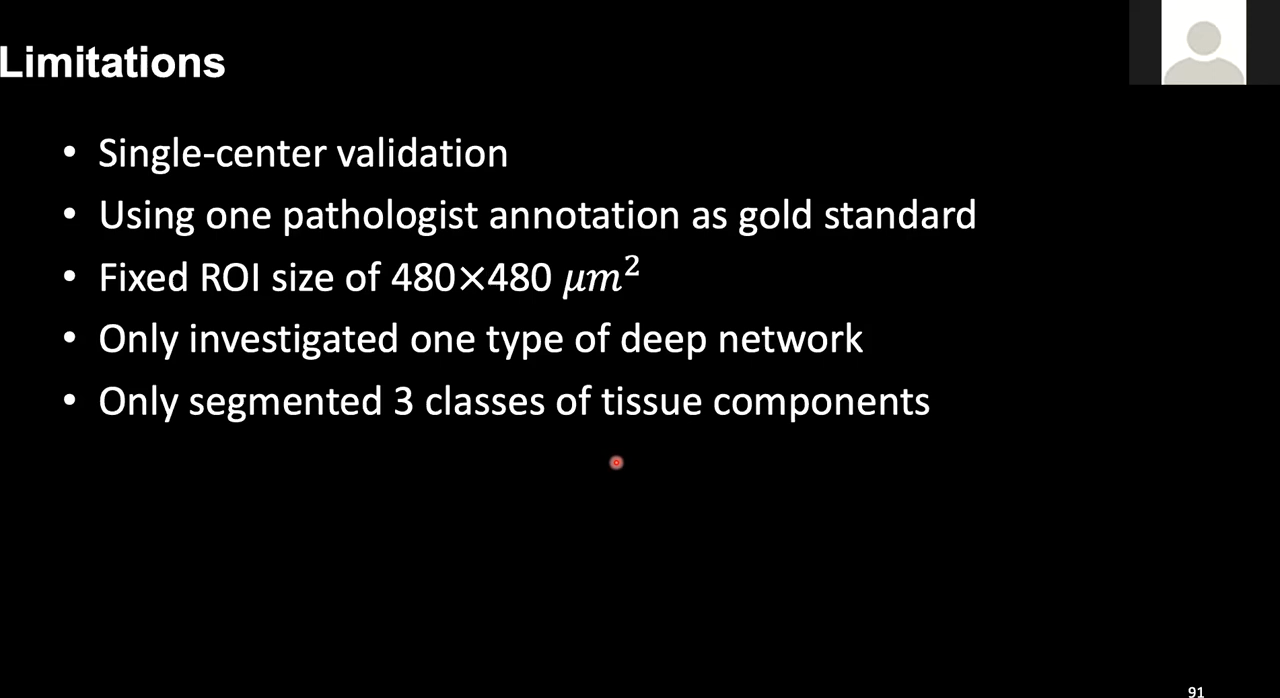 Limitations
• Single-center validation
• Using one pathologist annotation as gold standard
• Fixed ROI size of 480×480 𝜇𝑚²
• Only investigated one type of deep network
• Only segmented 3 classes of tissue components
91